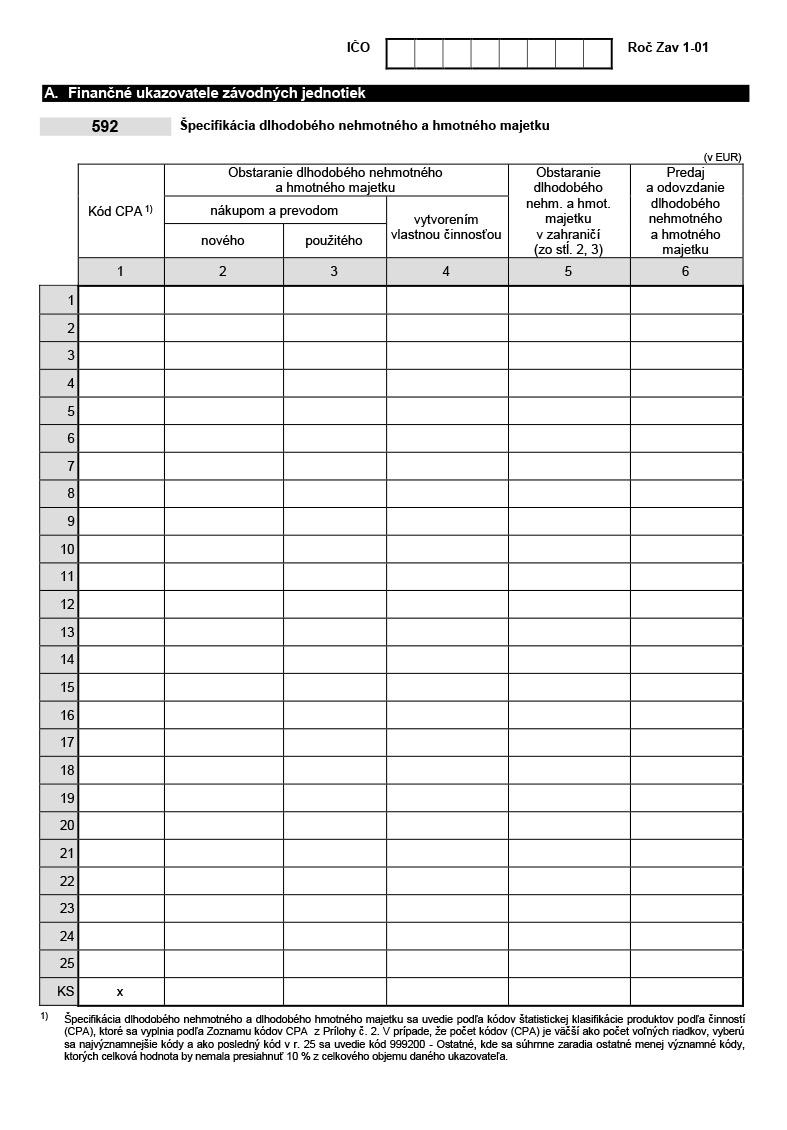 IČO Roč Zav 1-01
A. Finančné ukazovatele závodných jednotiek
592 Špecifikácia dlhodobého nehmotného a hmotného majetku
(v EUR)
Kód CPA 1)
Obstaranie dlhodobého nehmotného
a hmotného majetku
nákupom a prevodom
nového
použitého
vytvorením
vlastnou činnosťou
Obstaranie
dlhodobého
nehm. a hmot.
majetku
v zahraničí
(zo stĺ. 2, 3)
Predaj
a odovzdanie
dlhodobého
nehmotného
a hmotného
majetku
1 2 3 4 5 6
1
2
3
4
5
6
7
8
9
10
11
12
13
14
15
16
17
18
19
20
21
22
23
24
25
KS x
1) Špecifikácia dlhodobého nehmotného a dlhodobého hmotného majetku sa uvedie podľa kódov štatistickej klasifikácie produktov podľa činností
(CPA), ktoré sa vyplnia podľa Zoznamu kódov CPA z Prílohy č. 2. V prípade, že počet kódov (CPA) je väčší ako počet voľných riadkov, vyberú
sa najvýznamnejšie kódy a ako posledný kód v r. 25 sa uvedie kód 999200 - Ostatné, kde sa súhrnne zaradia ostatné menej významné kódy,
ktorých celková hodnota by nemala presiahnuť 10 % z celkového objemu daného ukazovateľa.